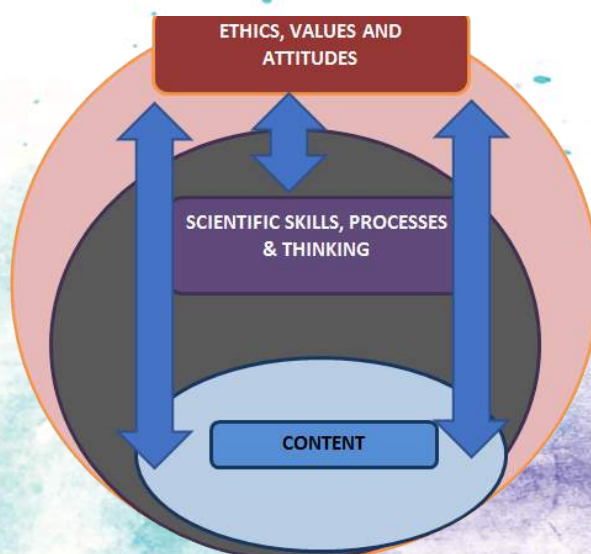 ETHICS, VALUES AND
ATTITUDES
SCIENTIFIC SKILLS, PROCESSES
& THINKING
CONTENT